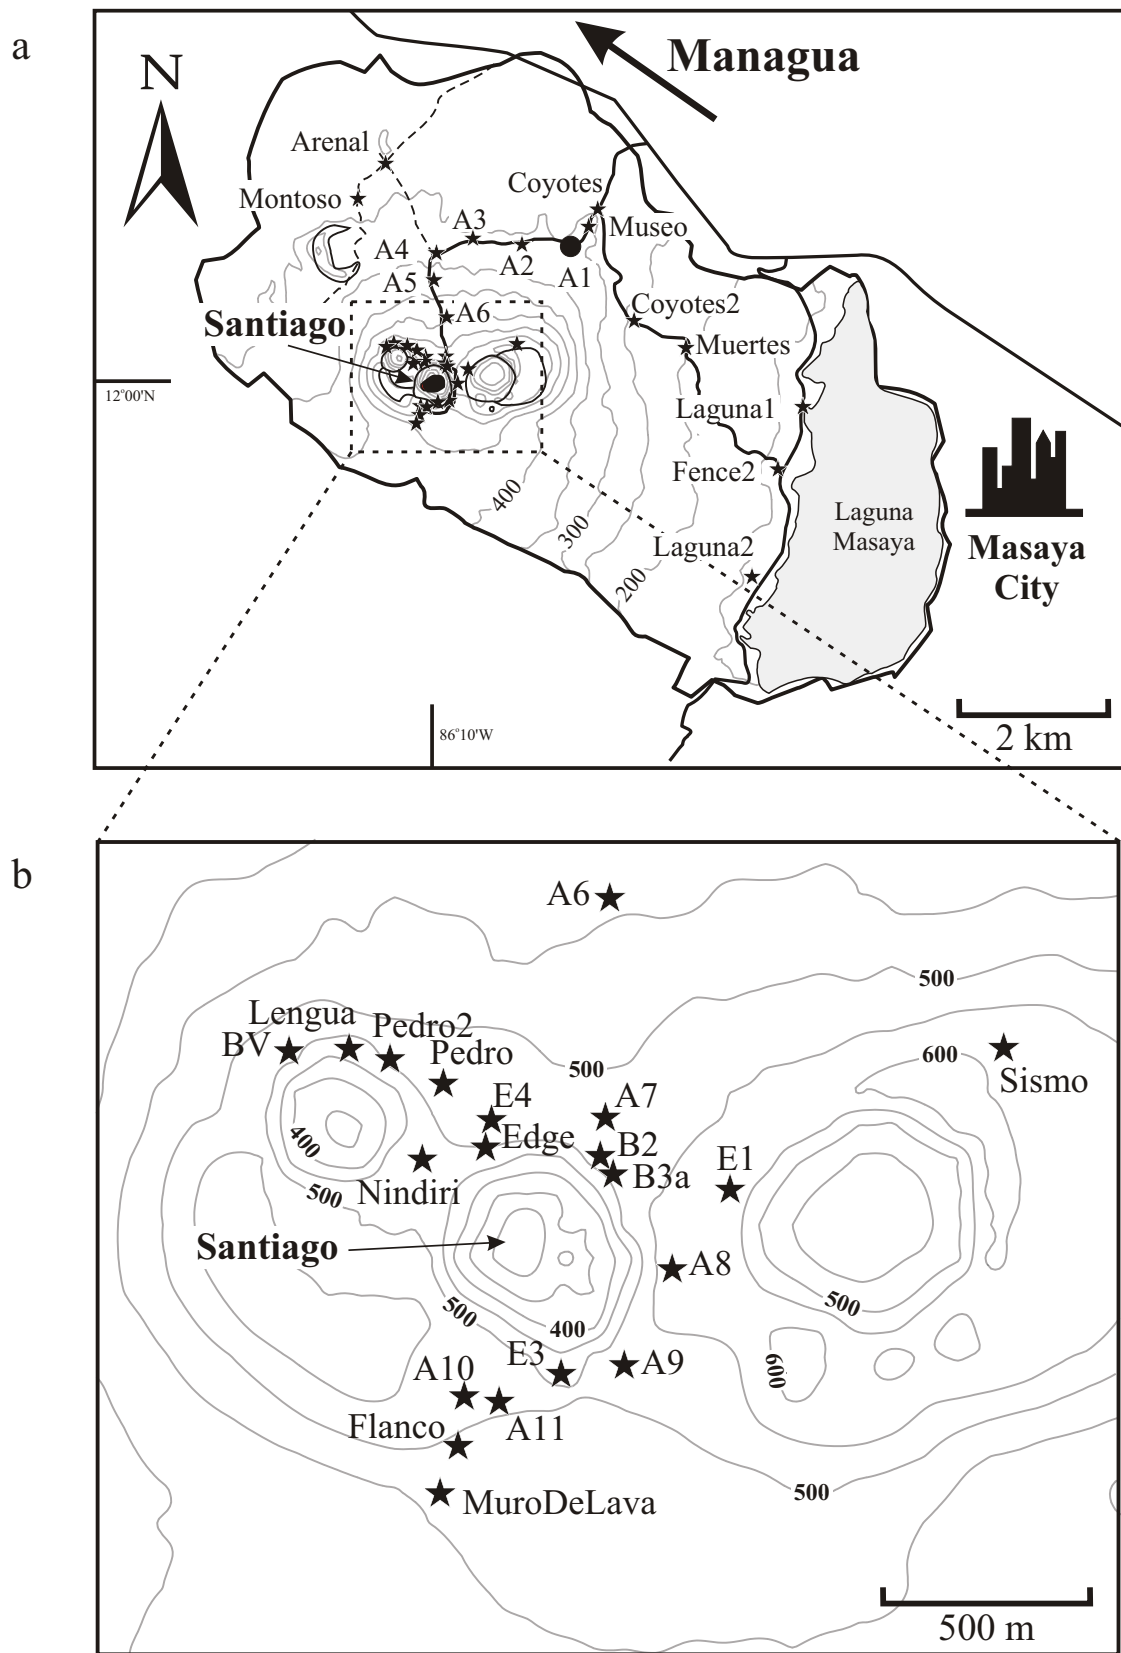 a
N
Managua
Arenal
Montoso
Coyotes
Museo
A3
A4
A2
A1
A5
A6
Santiago
Coyotes2
Muertes
12°00'N
Laguna1
Fence2
400
300
200
Laguna2
Laguna
Masaya
Masaya
City
86°10'W
2 km
b
A6
500
Lengua
BV
Pedro2
Pedro
500
600
Sismo
E4
A7
Edge
B2
400
Nindiri
B3a
E1
500
Santiago
A8
500
400
500
E3
A9
600
A10
A11
Flanco
MuroDeLava
500
500 m